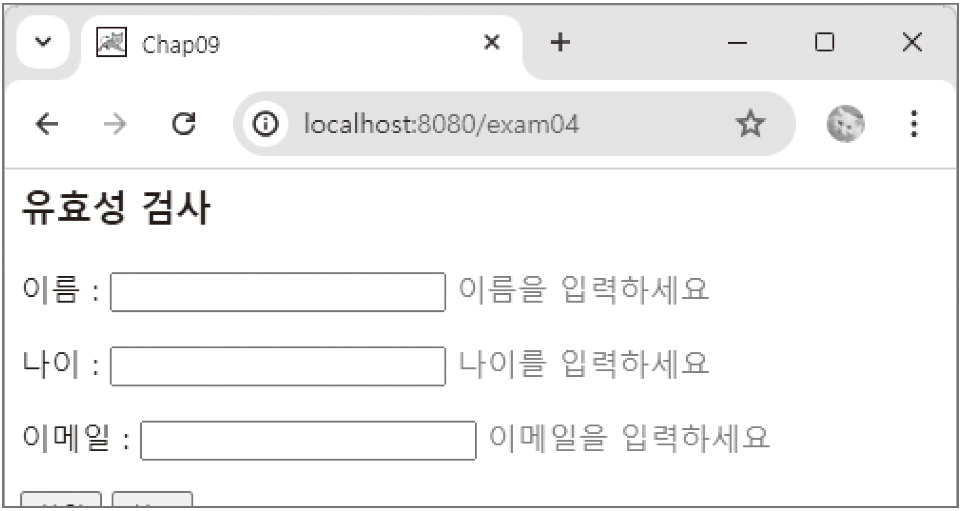 Chap09
localhost:8080/exam04
유효성 검사
이름 : 이름을 입력하세요
나이 : 나이를 입력하세요
이메일 : 이메일을 입력하세요